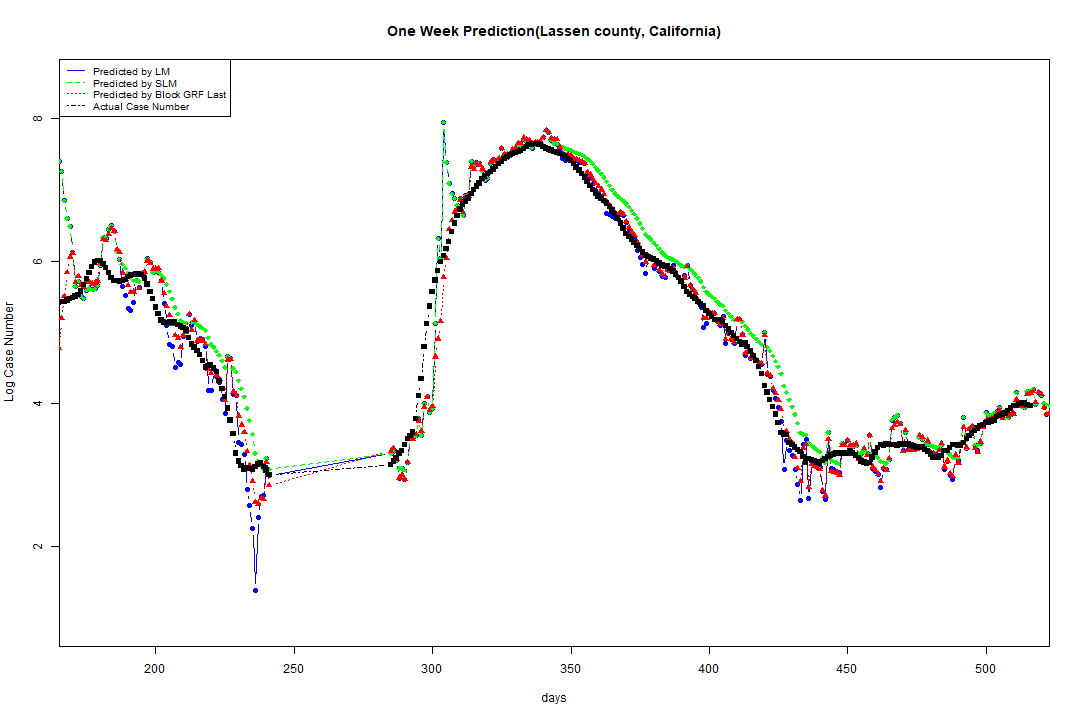 One Week Prediction(Lassen county, California)
Predicted by LM
Predicted by SLM
Predicted by Block GRF Last
Actual Case Number
8
6
4
2
Log Case Number
200 250 300 350 400 450 500
days